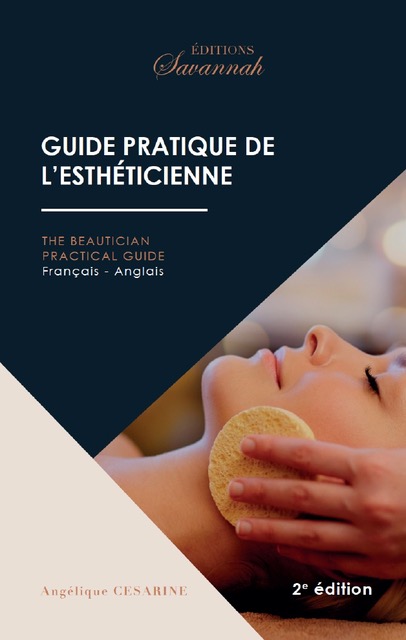 ÉDITIONS
Savannah
GUIDE PRATIQUE DE
L'ESTHÉTICIENNE
THE BEAUTICIAN
PRACTICAL GUIDE
Français - Anglais
Angélique CESARINE
2e édition